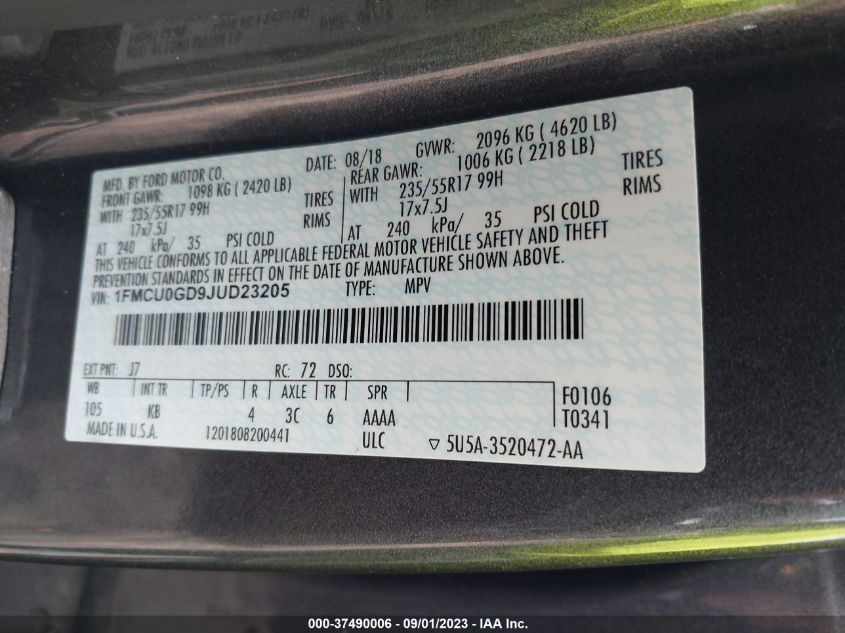 MFD. BY FORD MOTOR CO.
DATE: 08/18 GVWR: 2096 KG ( 4620 LB)
FRONT GAWR: 1098 KG ( 2420 LB)
REAR GAWR: 1006 KG ( 2218 LB)
WITH 235/55R17 99H TIRES
WITH 235/55R17 99H TIRES
17x7.5J RIMS
17x7.5J RIMS
AT 240 kPa/ 35 PSI COLD
AT 240 kPa/ 35 PSI COLD
THIS VEHICLE CONFORMS TO ALL APPLICABLE FEDERAL MOTOR VEHICLE SAFETY AND THEFT
PREVENTION STANDARDS IN EFFECT ON THE DATE OF MANUFACTURE SHOWN ABOVE.
VIN: 1FMCU0GD9JUD23205 TYPE: MPV
EXT PNT: J7 RC: 72 DSO:
WB INT TR TP/PS R AXLE TR SPR F0106
105 KB 4 3C 6 AAAA T0341
MADE IN U.S.A. 1201808200441 ULC ▽ 5U5A-3520472-AA
000-37490006 - 09/01/2023 - IAA Inc.